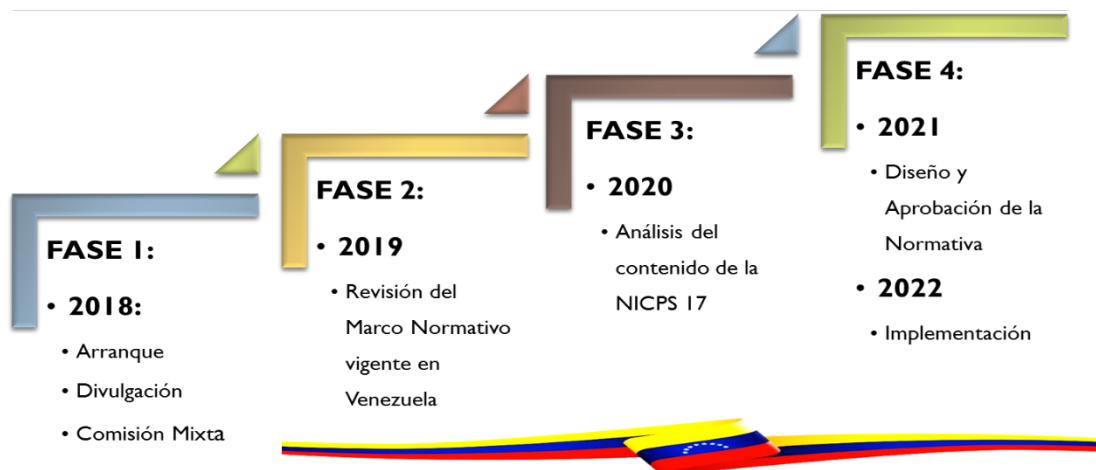 FASE 1:
• 2018:
• Arranque
• Divulgación
• Comisión Mixta
FASE 2:
• 2019
• Revisión del
Marco Normativo
vigente en
Venezuela
FASE 3:
• 2020
• Análisis del
contenido de la
NICPS 17
FASE 4:
• 2021
• Diseño y
Aprobación de la
Normativa
• 2022
• Implementación